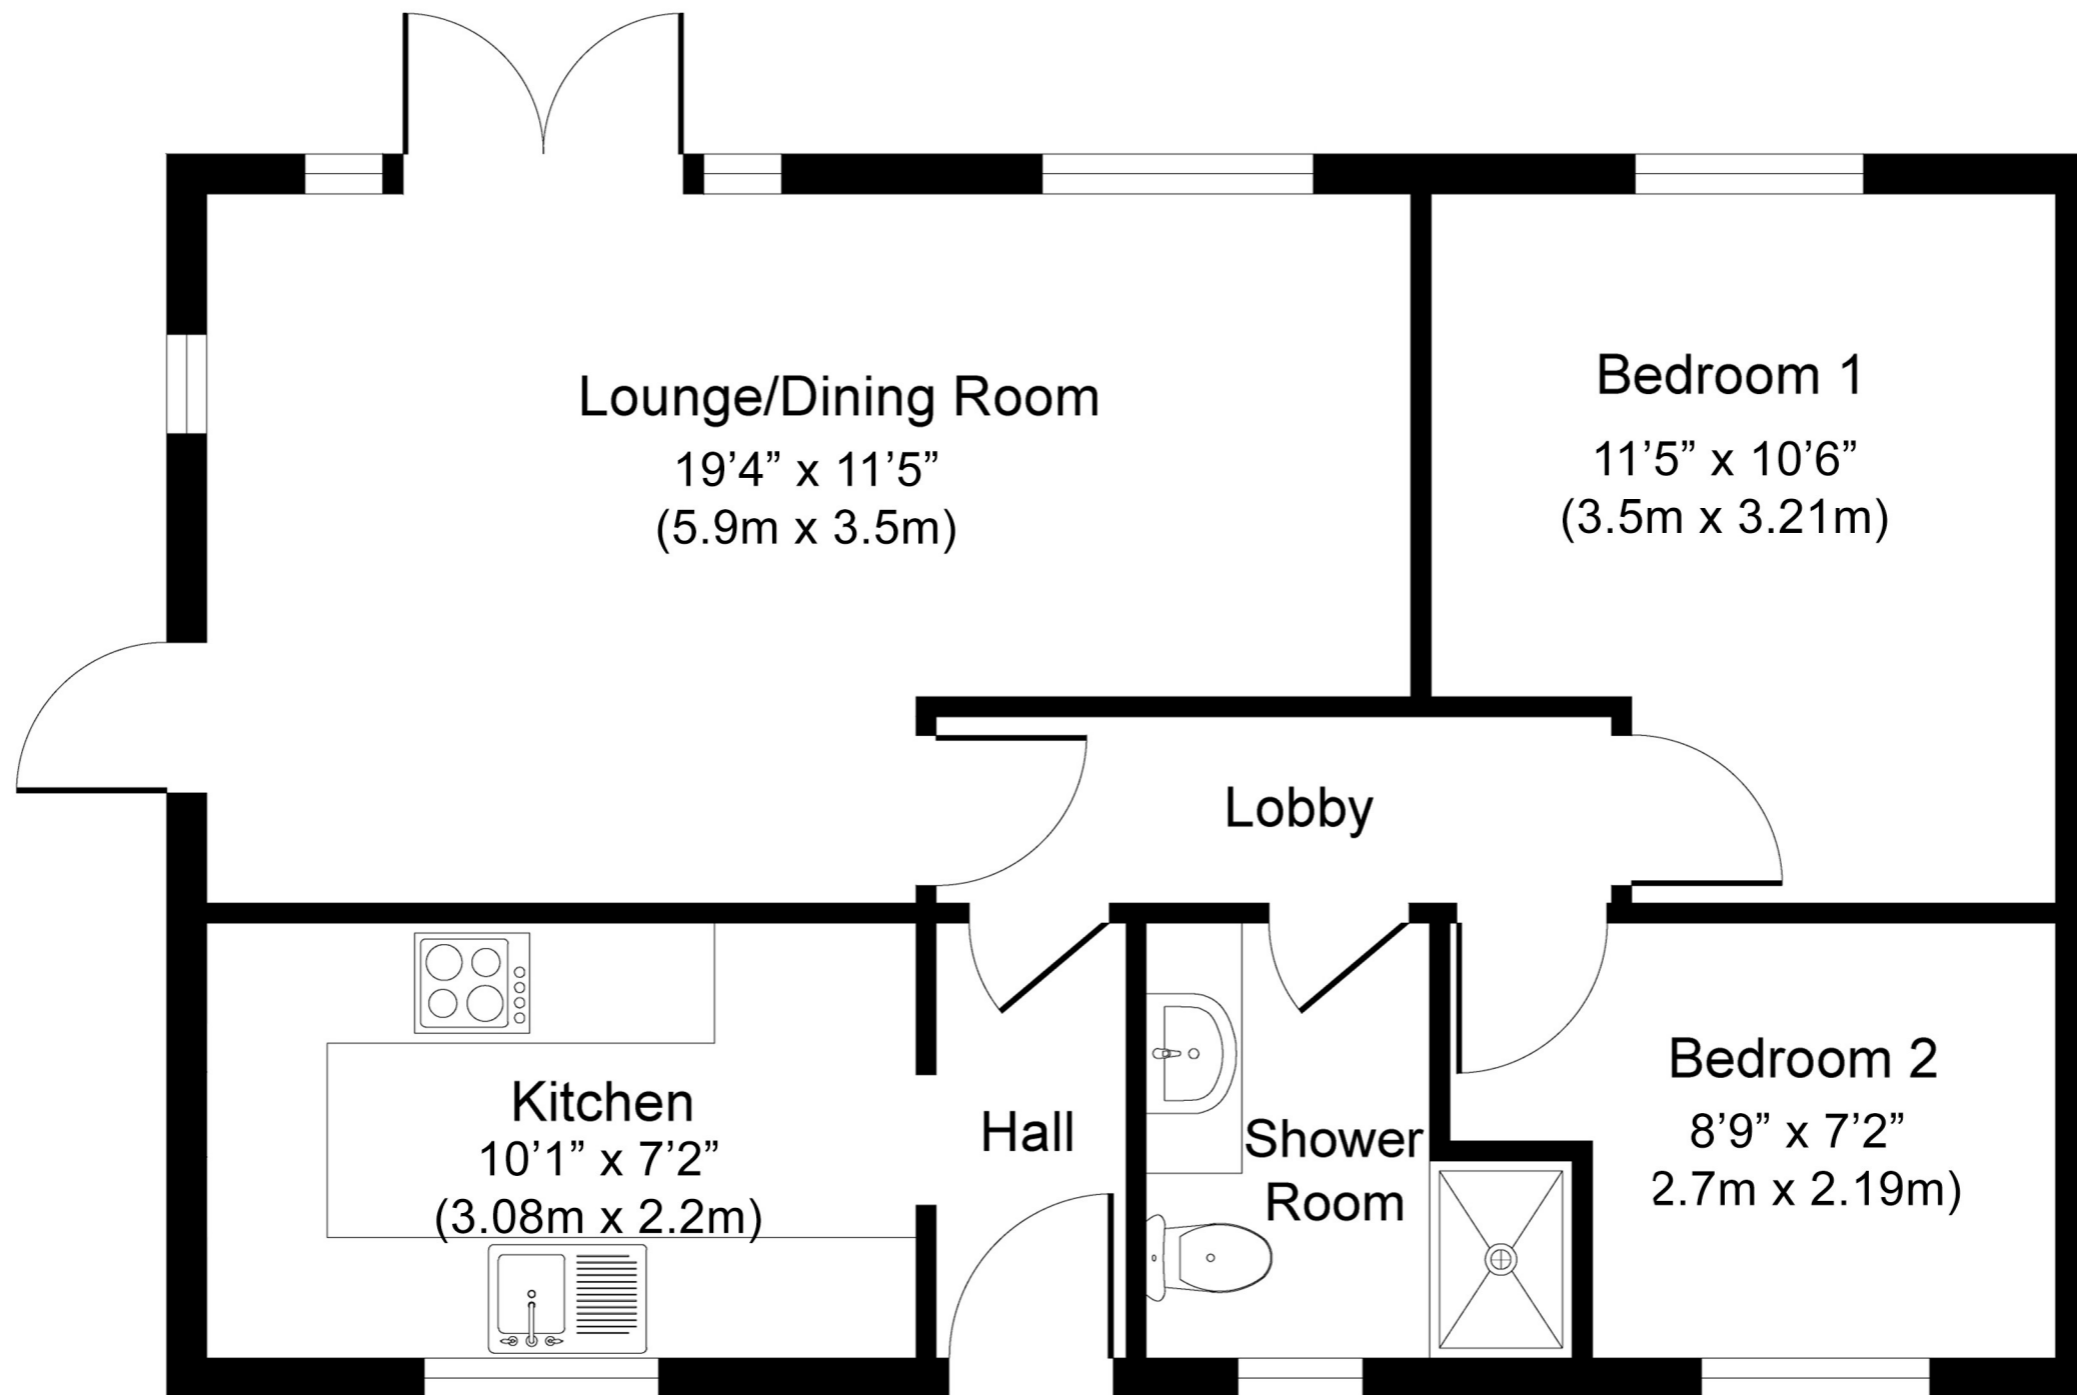 Lounge/Dining Room
19’4” x 11’5”
(5.9m x 3.5m)
Bedroom 1
11’5” x 10’6”
(3.5m x 3.21m)
Lobby
Kitchen
10’1” x 7’2”
(3.08m x 2.2m)
Hall
Shower
Room
Bedroom 2
8’9” x 7’2”
2.7m x 2.19m)